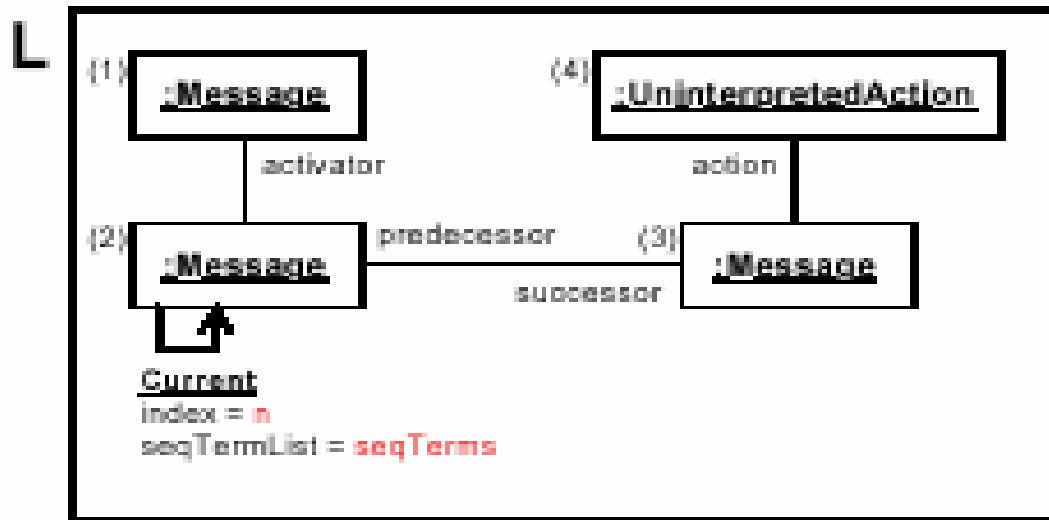 L
(1) :Message
(4) :UninterpretedAction
activator
action
(2) :Message
predecessor
(3) :Message
successor
Current
index = n
seqTermList = seqTerms